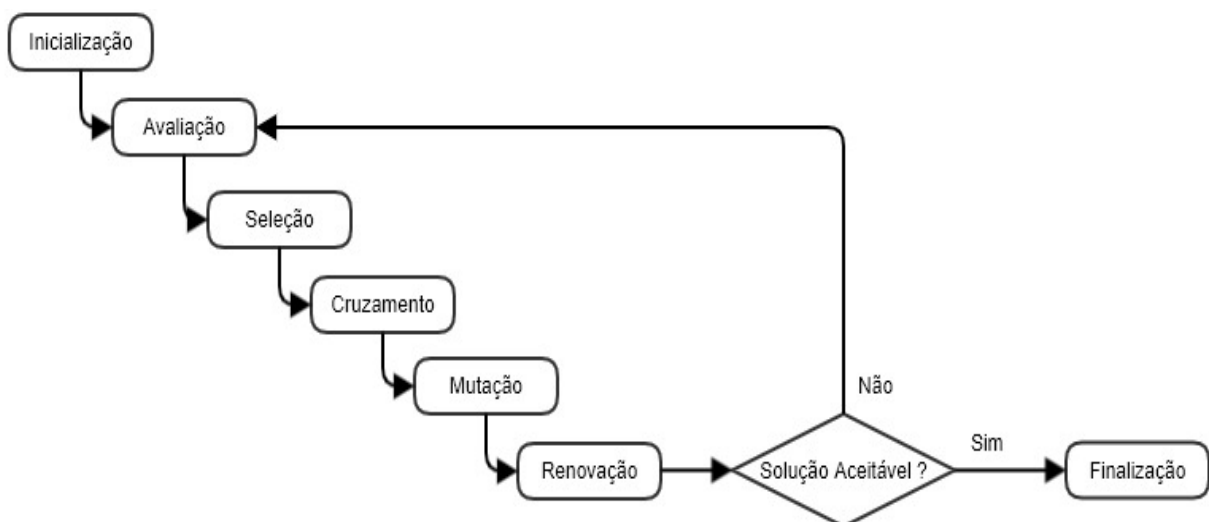 Inicialização
Avaliação
Seleção
Cruzamento
Mutação
Não
Renovação
Solução Aceitável ?
Sim
Finalização